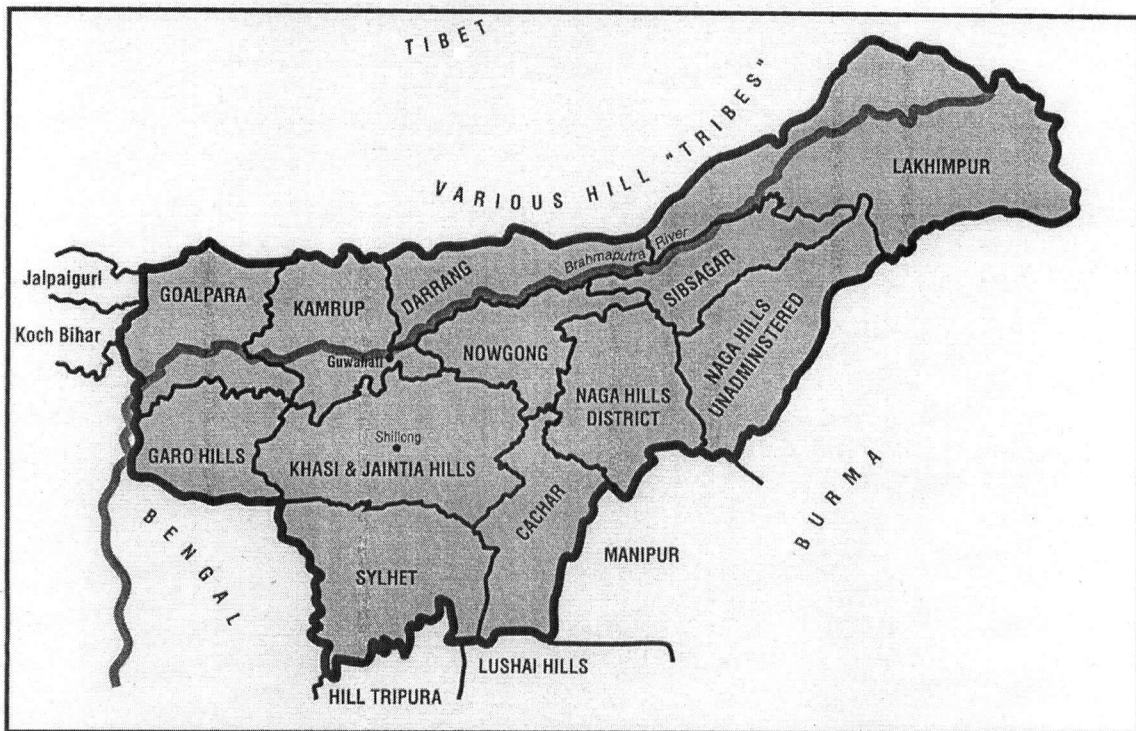 TIBET
VARIOUS HILL "TRIBES"
LAKHIMPUR
Brahmaputra River
Jalpaiguri
GOALPARA
KAMRUP
DARRANG
SIBSAGAR
Koch Bihar
Guwahati
NOWGONG
NAGA HILLS
UNADMINISTERED
NAGA HILLS
DISTRICT
Shillong
GARO HILLS
KHASI & JAINTIA HILLS
CACHAR
BURMA
BENGAL
MANIPUR
SYLHET
LUSHAI HILLS
HILL TRIPURA